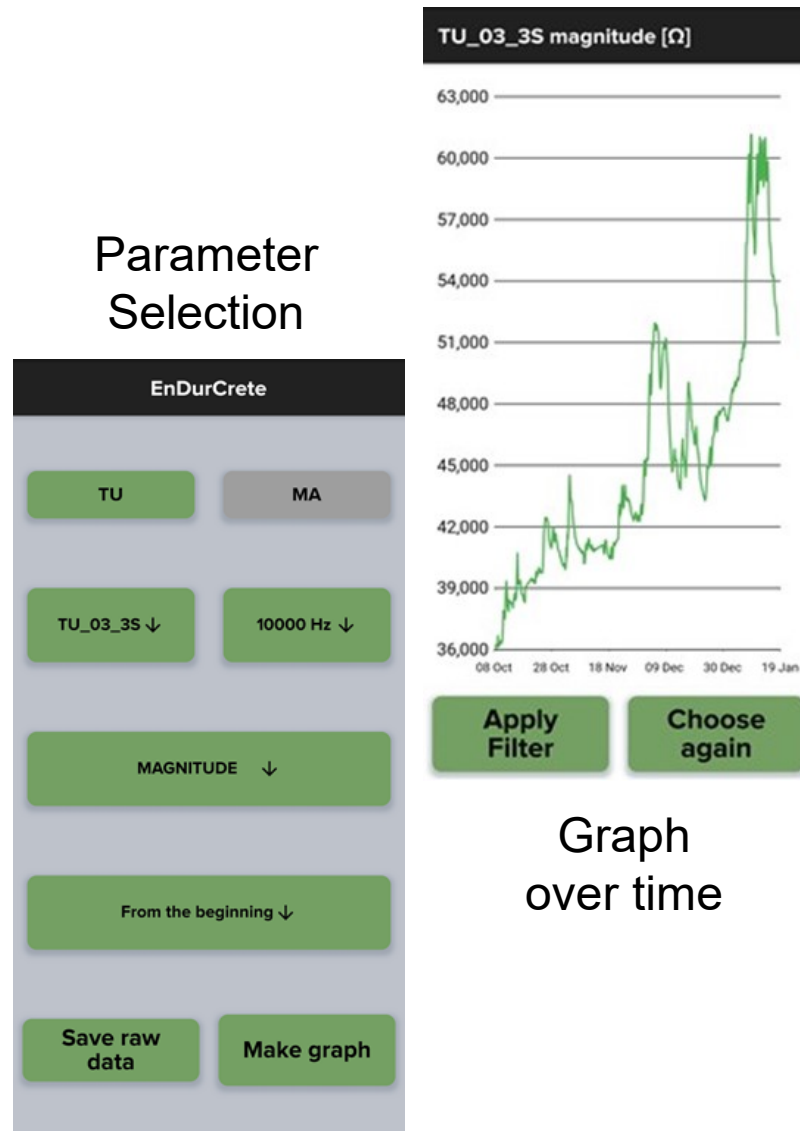 Parameter
Selection
EnDurCrete
TU
MA
TU_03_3S ↓
10000 Hz ↓
MAGNITUDE ↓
From the beginning ↓
Save raw
data
Make graph
TU_03_3S magnitude [Ω]
63,000
60,000
57,000
54,000
51,000
48,000
45,000
42,000
39,000
36,000
08 Oct 28 Oct 18 Nov 09 Dec 30 Dec 19 Jan
Apply
Filter
Choose
again
Graph
over time